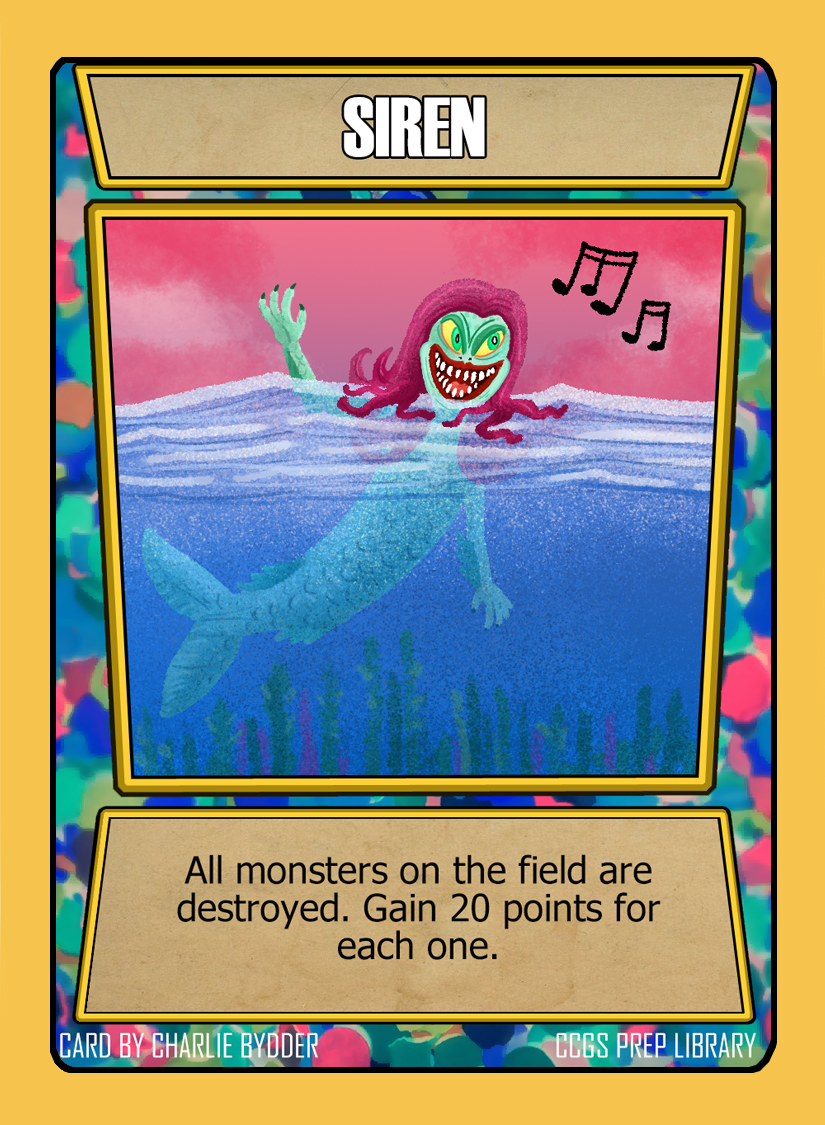 SIREN
All monsters on the field are
destroyed. Gain 20 points for
each one.
CARD BY CHARLIE BYDDER
CCGS PREP LIBRARY